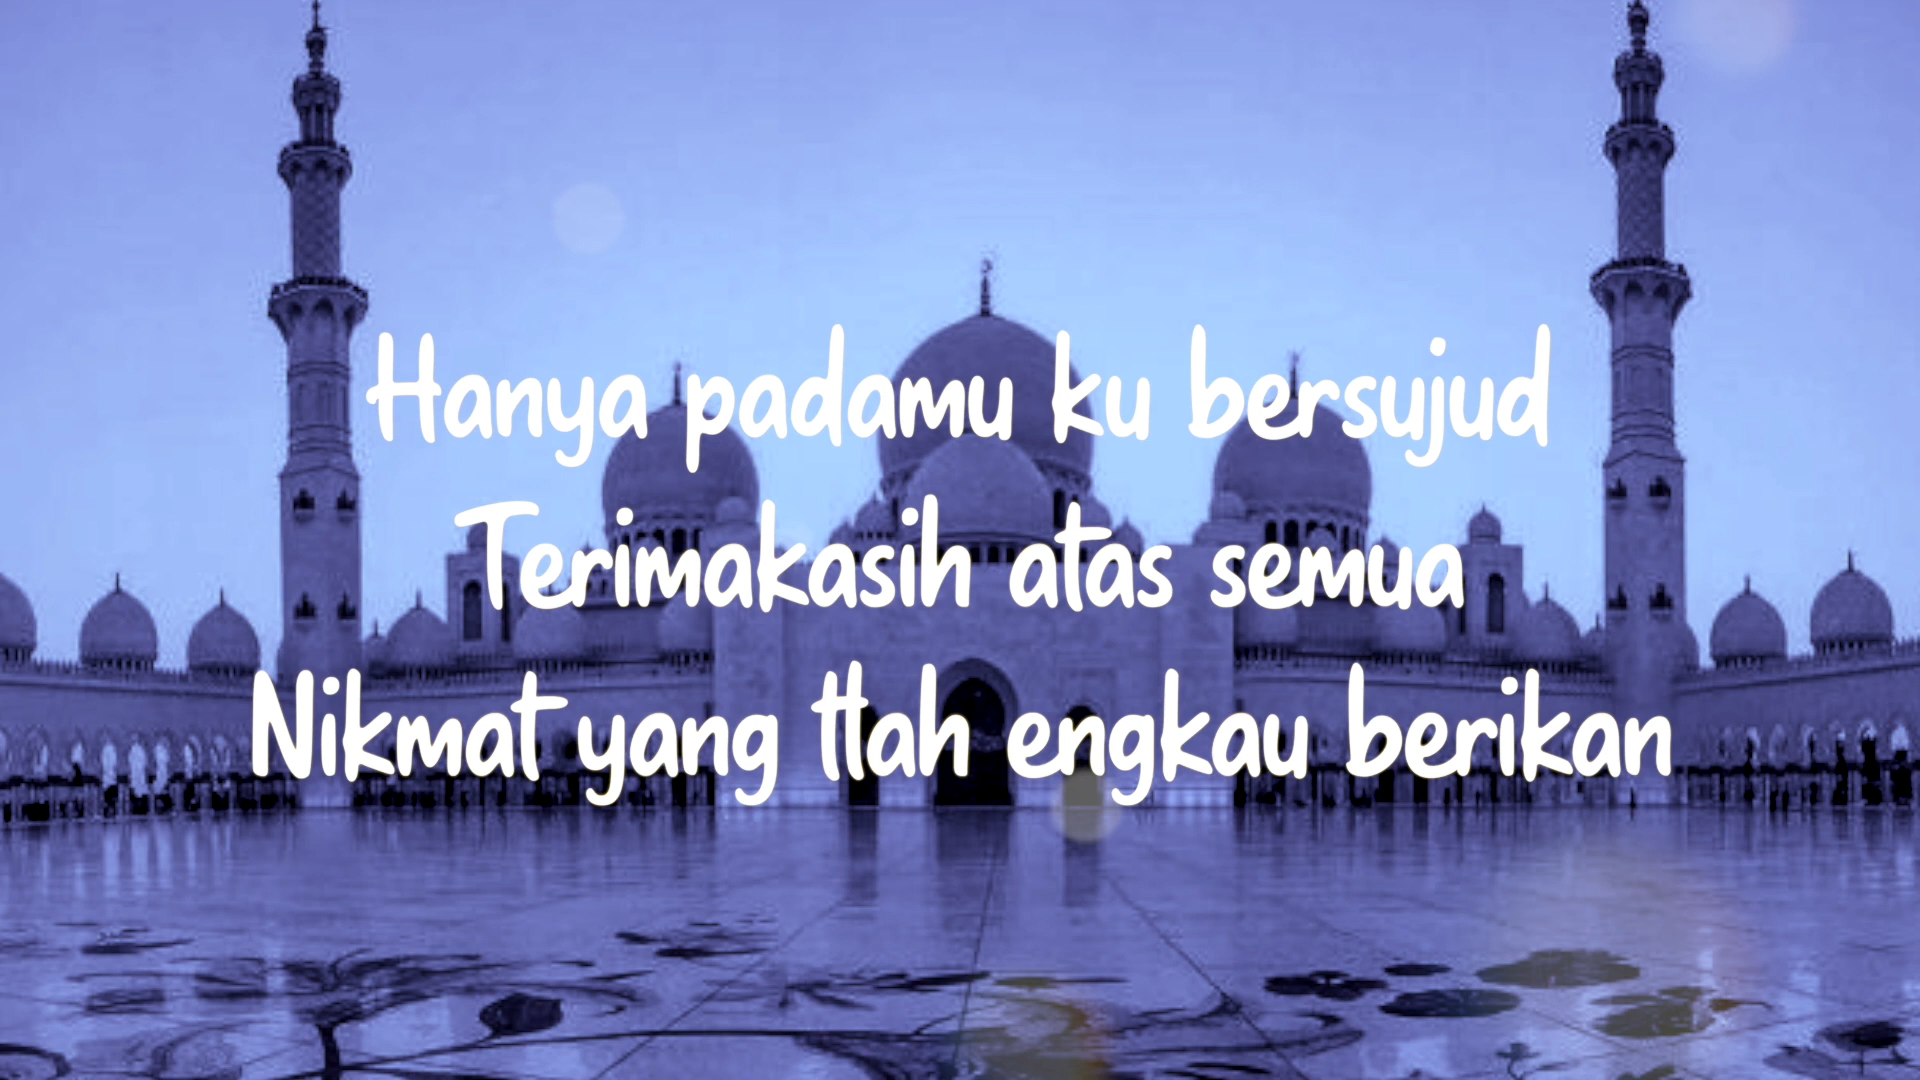 Hanya padamu ku bersujud
Terimakasih atas semua
Nikmat yang tlah engkau berikan